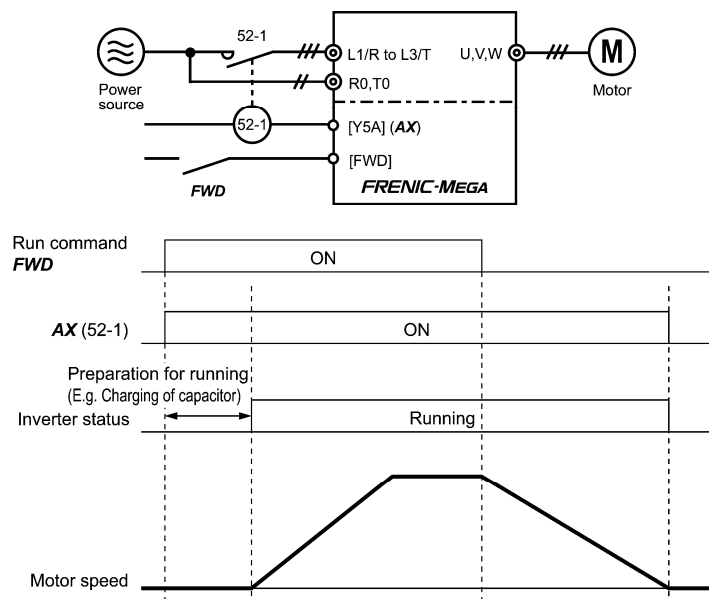 52-1
L1/R to L3/T
U,V,W
M
R0,T0
Power
source
Motor
52-1
[Y5A] (AX)
[FWD]
FWD
FRENIC-MEGA
Run command
FWD
ON
AX (52-1)
ON
Preparation for running
(E.g. Charging of capacitor)
Inverter status
Running
Motor speed